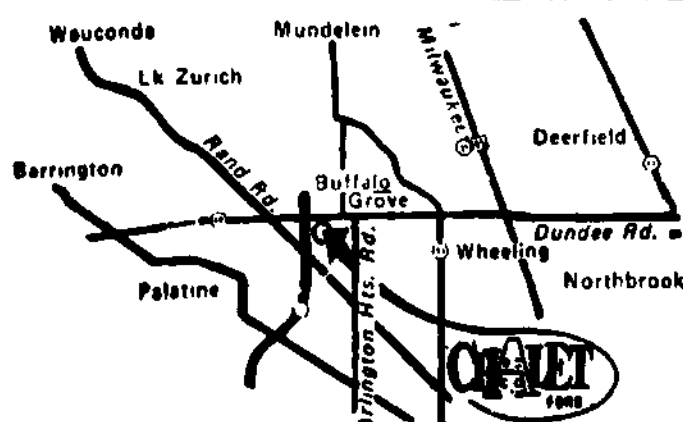 Wauconda
Mundelein
Lk Zurich
Milwaukee
Deerfield
Rand Rd.
Barrington
Buffalo
Grove
Dundee Rd.
Wheeling
Northbrook
Palatine
Arlington Hts. Rd.
CHALET
FORD